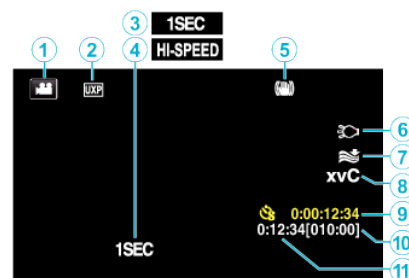 3 1SEC
4 HI-SPEED
1 2 5
UXP
6
7
xvC 8
0:00:12:34 9
0:12:34[010:00] 10
1SEC
11